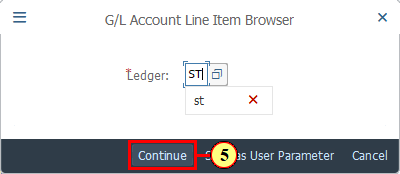 G/L Account Line Item Browser
Ledger: ST
st
Continue 5 as User Parameter Cancel